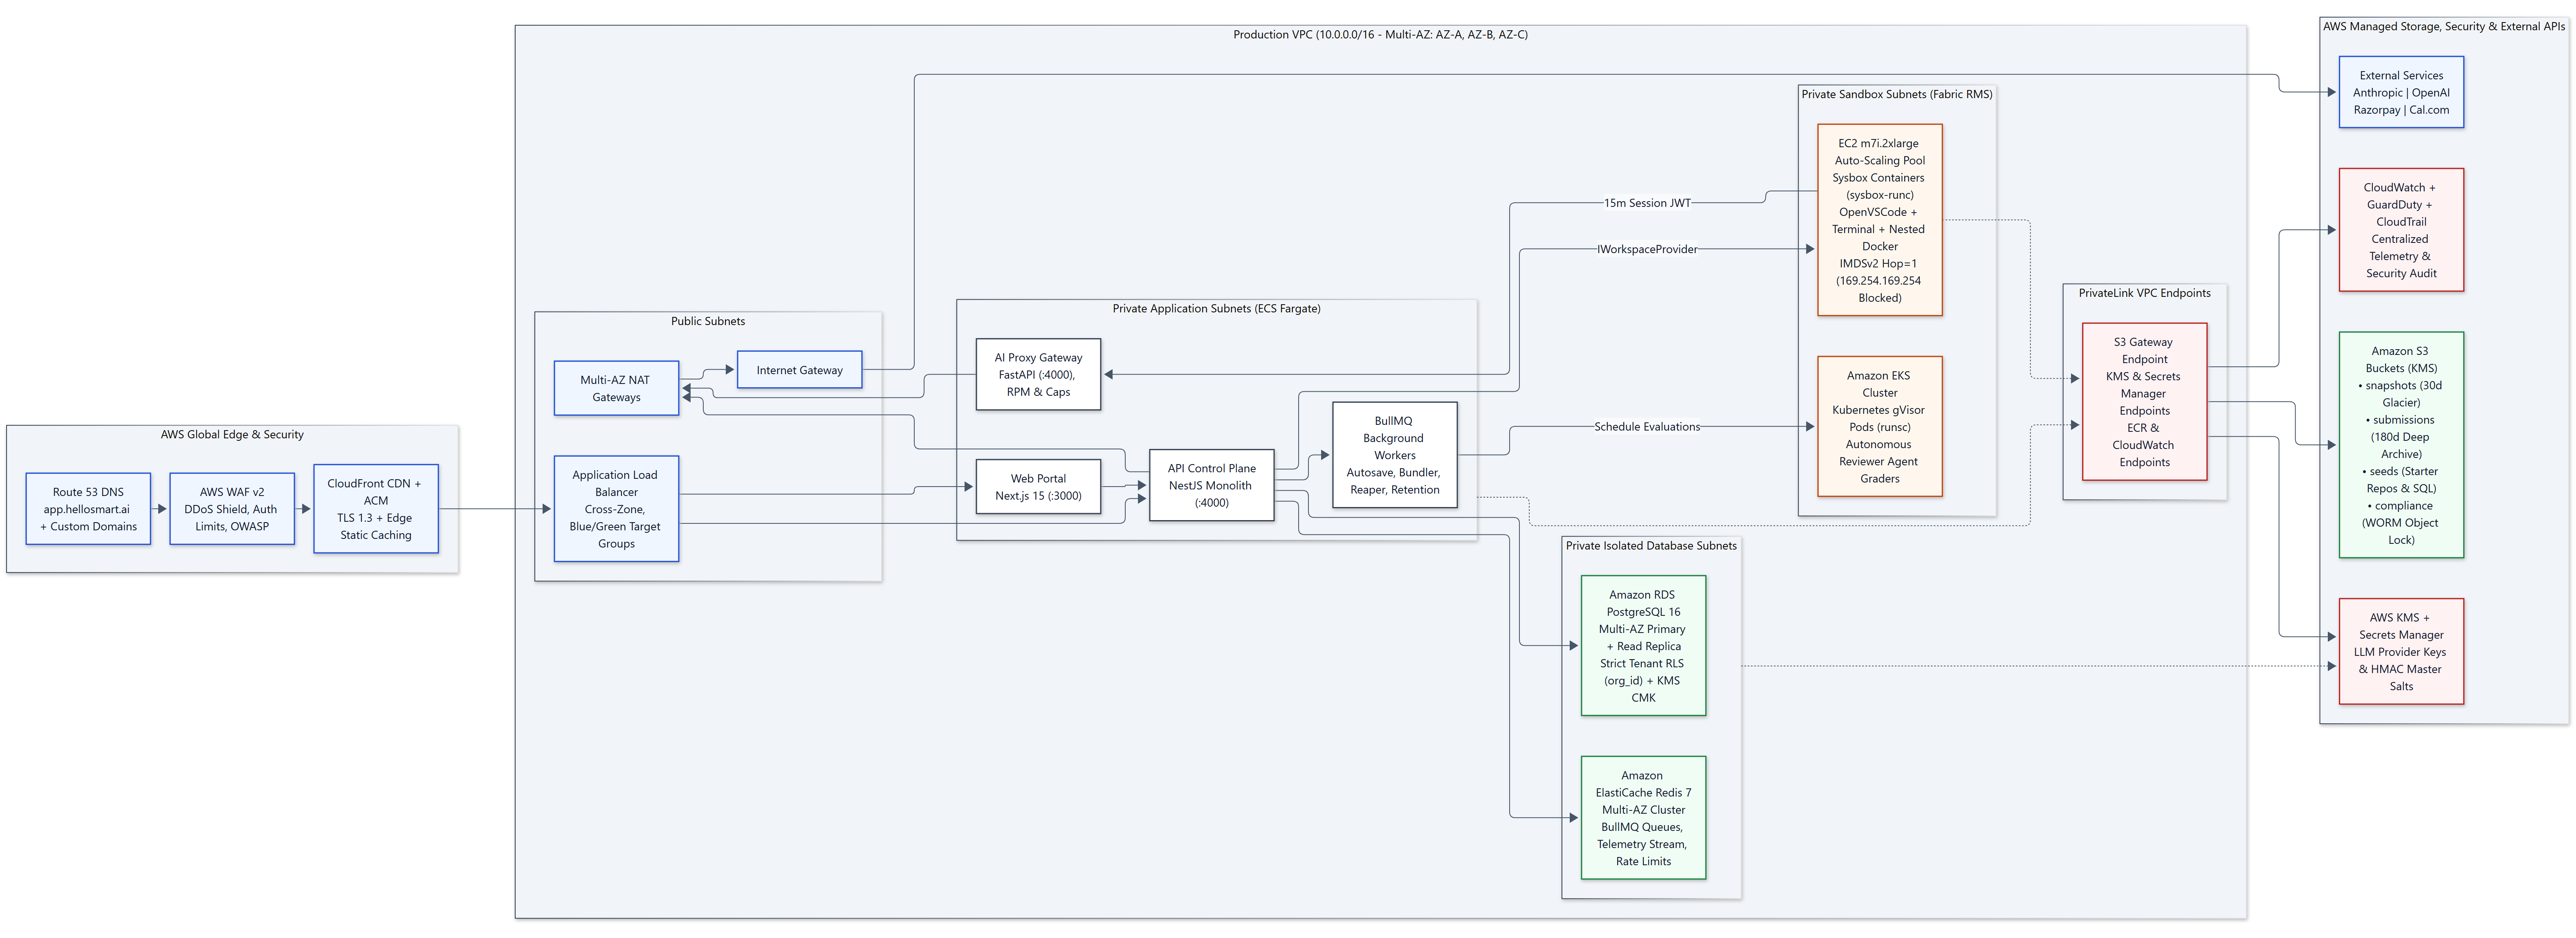 AWS Global Edge & Security
Route 53 DNS
app.hellosmart.ai
+ Custom Domains
AWS WAF v2
DDoS Shield, Auth
Limits, OWASP
CloudFront CDN +
ACM
TLS 1.3 + Edge
Static Caching
Production VPC (10.0.0.0/16 - Multi-AZ: AZ-A, AZ-B, AZ-C)
Public Subnets
Multi-AZ NAT
Gateways
Internet Gateway
Application Load
Balancer
Cross-Zone,
Blue/Green Target
Groups
Private Application Subnets (ECS Fargate)
AI Proxy Gateway
FastAPI (:4000),
RPM & Caps
Web Portal
Next.js 15 (:3000)
API Control Plane
NestJS Monolith
(:4000)
BullMQ
Background
Workers
Autosave, Bundler,
Reaper, Retention
15m Session JWT
IWorkspaceProvider
Schedule Evaluations
Private Sandbox Subnets (Fabric RMS)
EC2 m7i.2xlarge
Auto-Scaling Pool
Sysbox Containers
(sysbox-runc)
OpenVSCode +
Terminal + Nested
Docker
IMDSv2 Hop=1
(169.254.169.254
Blocked)
Amazon EKS
Cluster
Kubernetes gVisor
Pods (runsc)
Autonomous
Reviewer Agent
Graders
Private Isolated Database Subnets
Amazon RDS
PostgreSQL 16
Multi-AZ Primary
+ Read Replica
Strict Tenant RLS
(org_id) + KMS
CMK
Amazon
ElastiCache Redis 7
Multi-AZ Cluster
BullMQ Queues,
Telemetry Stream,
Rate Limits
PrivateLink VPC Endpoints
S3 Gateway
Endpoint
KMS & Secrets
Manager
Endpoints
ECR &
CloudWatch
Endpoints
AWS Managed Storage, Security & External APIs
External Services
Anthropic | OpenAI
Razorpay | Cal.com
CloudWatch +
GuardDuty +
CloudTrail
Centralized
Telemetry &
Security Audit
Amazon S3
Buckets (KMS)
• snapshots (30d
Glacier)
• submissions
(180d Deep
Archive)
• seeds (Starter
Repos & SQL)
• compliance
(WORM Object
Lock)
AWS KMS +
Secrets Manager
LLM Provider Keys
& HMAC Master
Salts